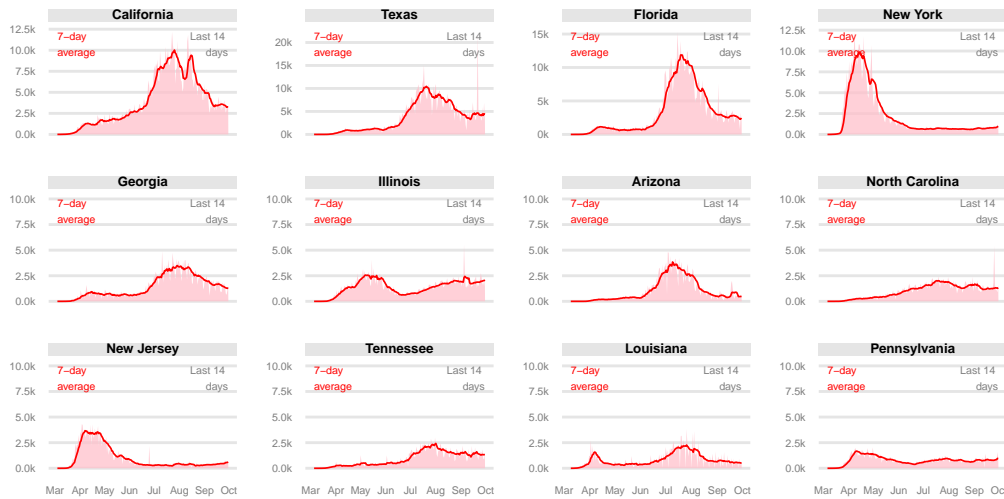 California
Texas
Florida
New York
12.5k
10.0k
7.5k
5.0k
2.5k
0.0k
7−day
average
Last 14
days
20k
15k
10k
5k
0k
7−day
average
Last 14
days
15k
10k
5k
0k
7−day
average
Last 14
days
12.5k
10.0k
7.5k
5.0k
2.5k
0.0k
7−day
average
Last 14
days
Georgia
Illinois
Arizona
North Carolina
10.0k
7.5k
5.0k
2.5k
0.0k
7−day
average
Last 14
days
10.0k
7.5k
5.0k
2.5k
0.0k
7−day
average
Last 14
days
10.0k
7.5k
5.0k
2.5k
0.0k
7−day
average
Last 14
days
10.0k
7.5k
5.0k
2.5k
0.0k
7−day
average
Last 14
days
New Jersey
Tennessee
Louisiana
Pennsylvania
10.0k
7.5k
5.0k
2.5k
0.0k
7−day
average
Last 14
days
10.0k
7.5k
5.0k
2.5k
0.0k
7−day
average
Last 14
days
10.0k
7.5k
5.0k
2.5k
0.0k
7−day
average
Last 14
days
10.0k
7.5k
5.0k
2.5k
0.0k
7−day
average
Last 14
days
Mar Apr May Jun Jul Aug Sep Oct
Mar Apr May Jun Jul Aug Sep Oct
Mar Apr May Jun Jul Aug Sep Oct
Mar Apr May Jun Jul Aug Sep Oct